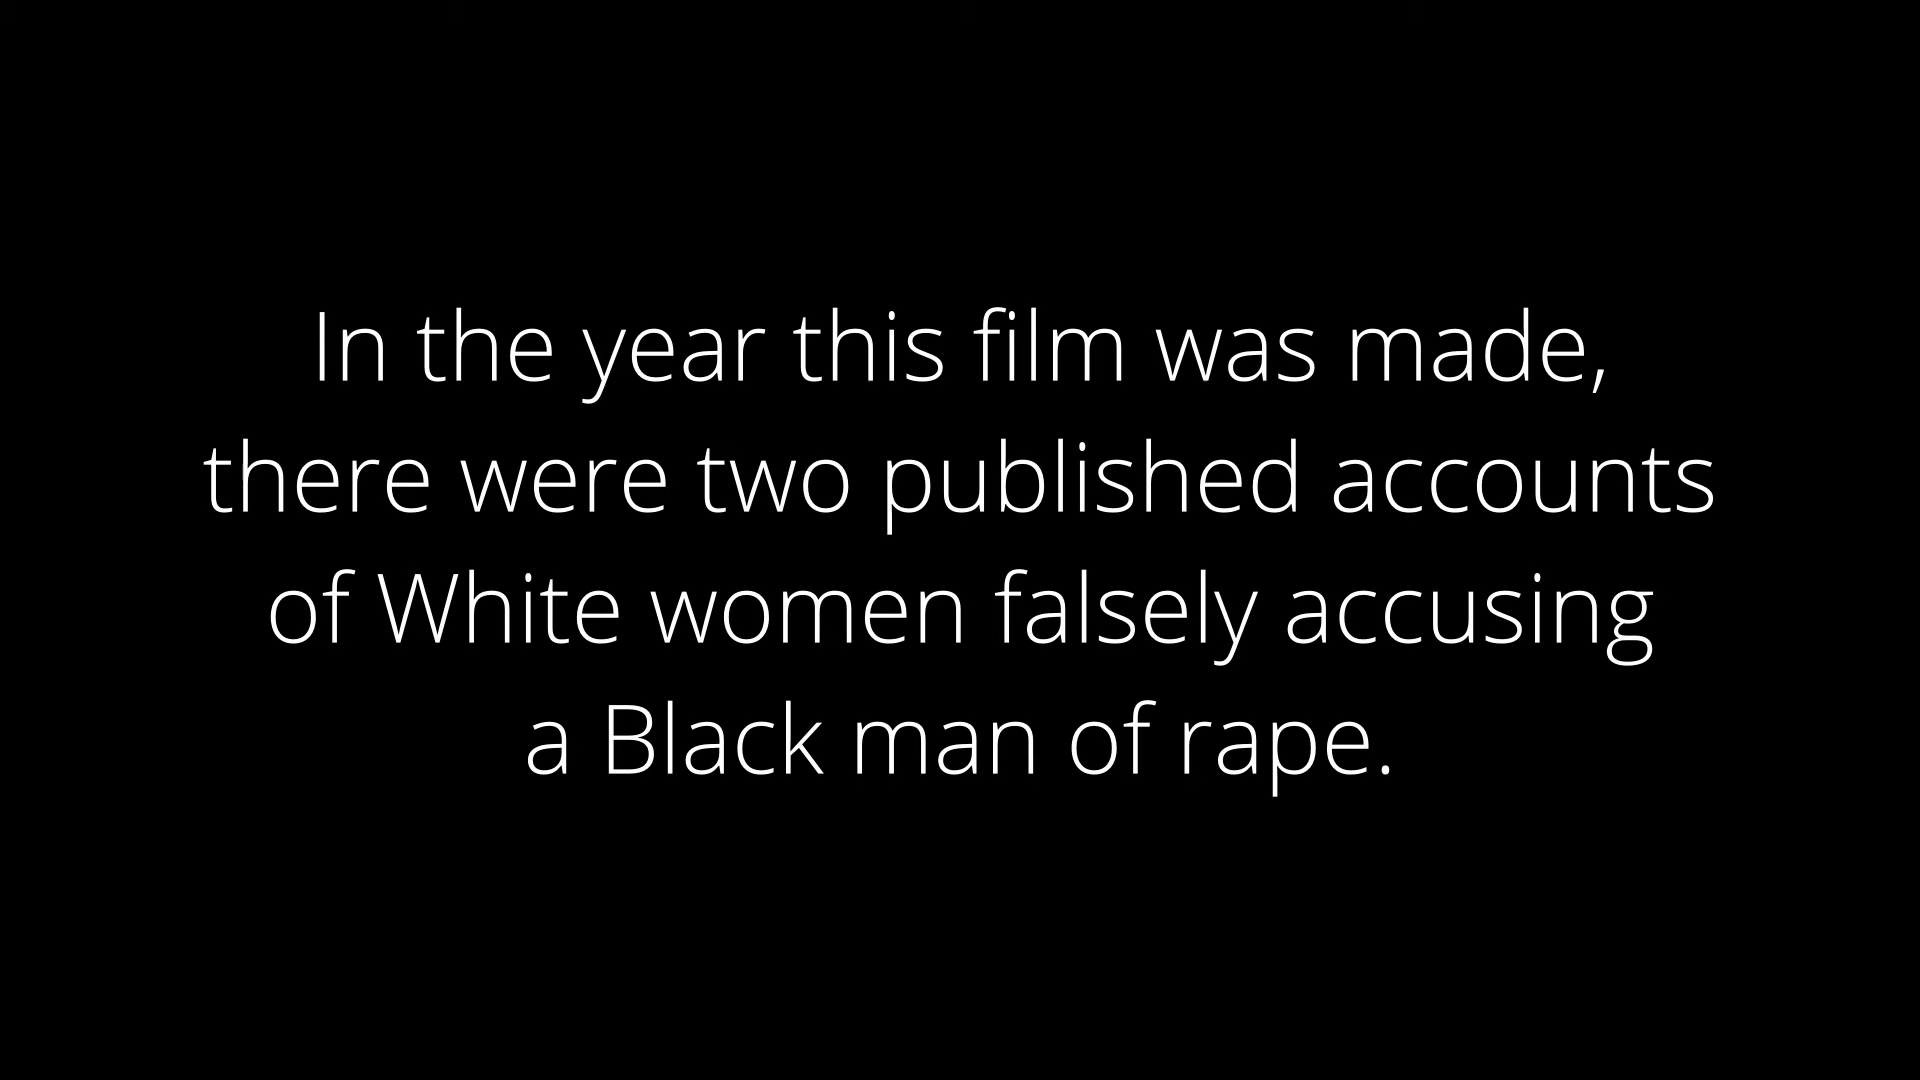 In the year this film was made,
there were two published accounts
of White women falsely accusing
a Black man of rape.